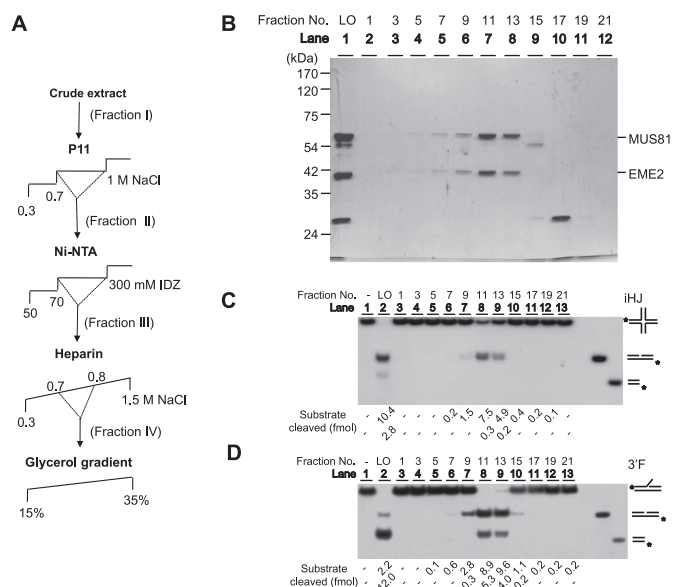 A
Crude extract
(Fraction I)
P11
1 M NaCl
0.3
0.7
(Fraction II)
Ni-NTA
300 mM IDZ
50
70
(Fraction III)
Heparin
0.7
0.8
1.5 M NaCl
0.3
(Fraction IV)
Glycerol gradient
15%
35%
B
Fraction No. LO 1 3 5 7 9 11 13 15 17 19 21
Lane 1 2 3 4 5 6 7 8 9 10 11 12
(kDa)
170
120
75
54
42
35
24
MUS81
EME2
C
Fraction No. - LO 1 3 5 7 9 11 13 15 17 19 21
Lane 1 2 3 4 5 6 7 8 9 10 11 12 13
iHJ
Substrate cleaved (fmol)
- 10.4 - - - 0.2 1.5 7.5 4.9 0.4 0.2 0.1 -
- 2.8 - - - - - 0.3 0.2 - - - -
D
Fraction No. - LO 1 3 5 7 9 11 13 15 17 19 21
Lane 1 2 3 4 5 6 7 8 9 10 11 12 13
3'F
Substrate cleaved (fmol)
- 2.2 - - 0.1 0.6 2.8 8.9 9.6 1.1 0.2 0.2 0.2
- 12.0 - - - - 0.3 5.3 4.0 0.2 - - -